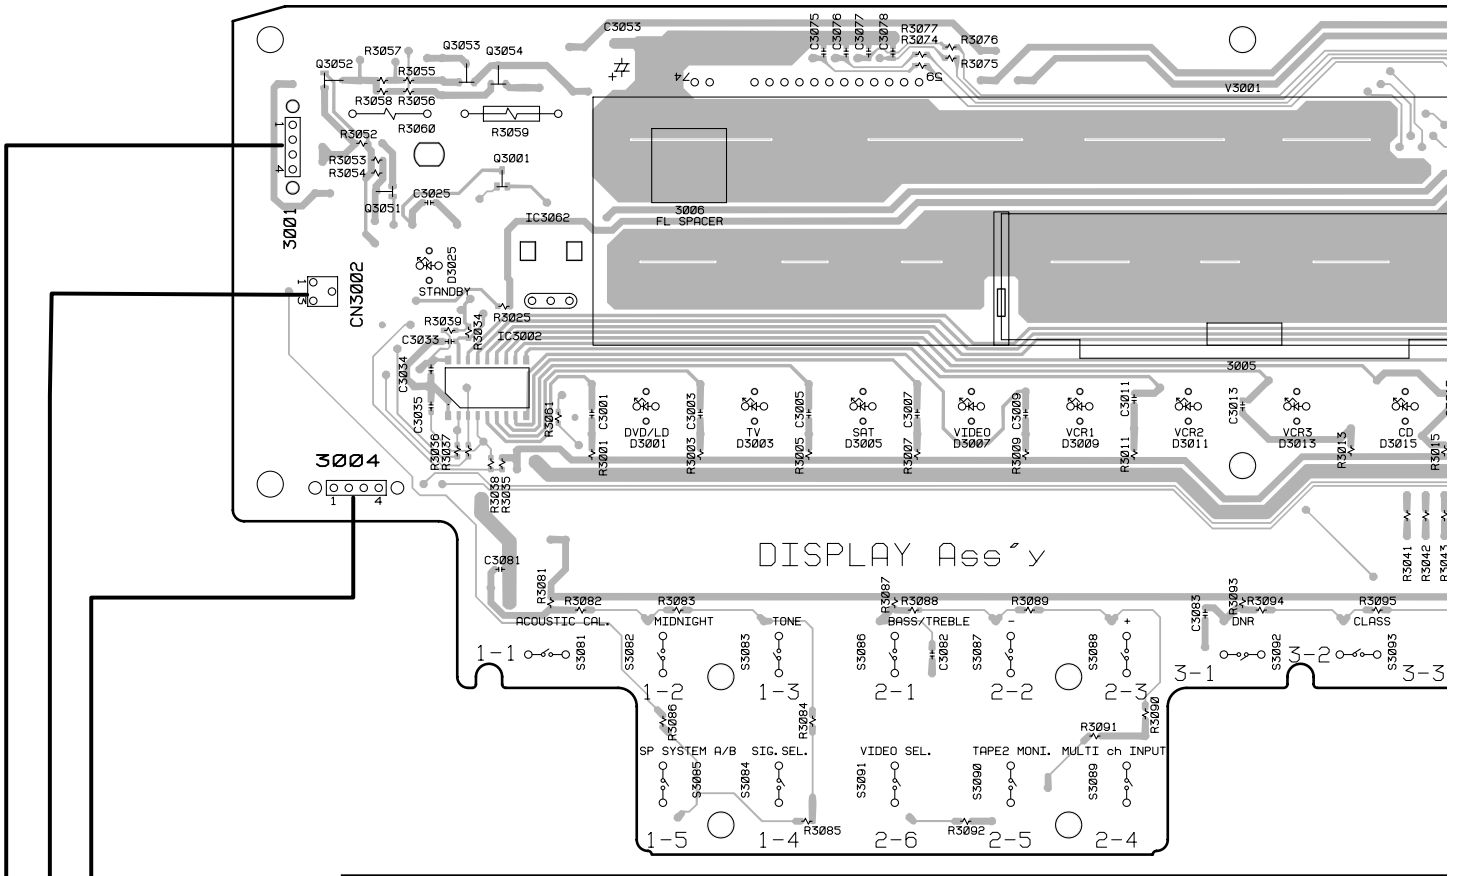 C3053
C3075
C3076
C3077
C3078
R3077
R3074
R3076
R3075
R3057
Q3053
Q3054
Q3052
R3055
R3058
R3056
R3060
R3059
74
59
V3001
1
4
R3052
R3053
R3054
Q3051
C3025
Q3001
3001
IC3062
3006
FL SPACER
D3025
STANDBY
1
3
CN3002
R3025
R3039
R3034
C3033
IC3002
C3034
C3035
3005
R3061
C3001
DVD/LD
D3001
R3001
C3003
TV
D3003
R3003
C3005
SAT
D3005
R3005
C3007
VIDEO
D3007
R3007
C3009
VCR1
D3009
R3009
C3011
VCR2
D3011
R3011
C3013
VCR3
D3013
R3013
CD
D3015
R3015
R3036
R3037
3004
1
4
R3038
R3035
R3041
R3042
R3043
DISPLAY Ass'y
C3081
R3081
R3082
R3083
R3087
R3088
R3089
C3083
R3093
R3094
R3095
ACOUSTIC CAL.
MIDNIGHT
TONE
BASS/TREBLE
-
+
DNR
CLASS
1-1
S3081
S3082
S3083
S3086
C3082
S3087
S3088
S3092
3-2
S3093
1-2
1-3
2-1
2-2
2-3
3-1
3-3
R3086
R3084
R3091
R3090
SP SYSTEM A/B
SIG.SEL.
VIDEO SEL.
TAPE2 MONI.
MULTI ch INPUT
S3085
S3084
S3091
S3090
S3089
1-5
1-4
R3085
2-6
R3092
2-5
2-4